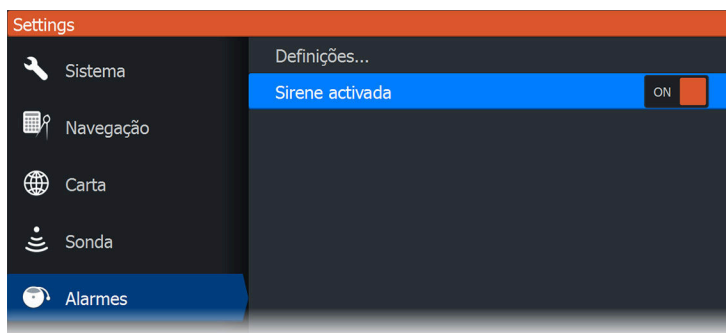 Settings
Sistema
Navegação
Carta
Sonda
Alarmes
Definições...
Sirene activada
ON